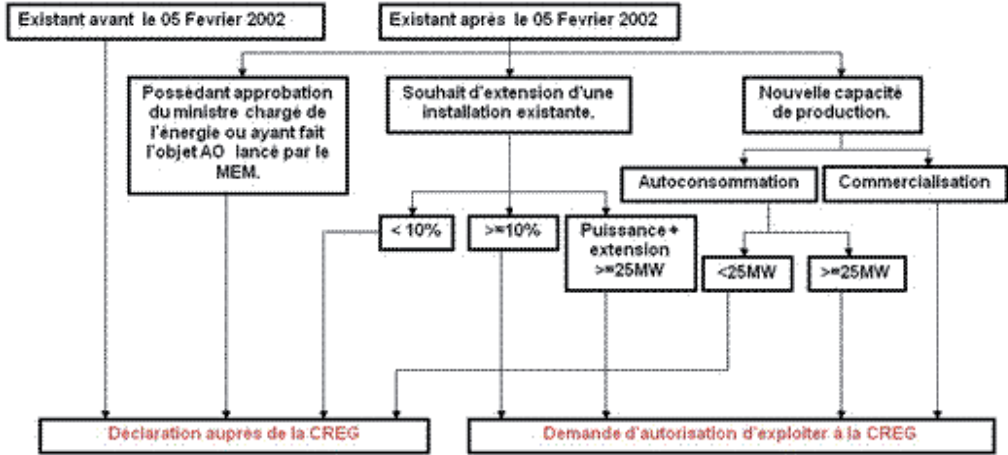 Existant avant le 05 Fevrier 2002
Existant après le 05 Fevrier 2002
Possédant approbation
du ministre chargé de
l'énergie ou ayant fait
l'objet AO lancé par le
MEM.
Souhait d'extension d'une
installation existante.
Nouvelle capacité
de production.
Autoconsommation
Commercialisation
< 10%
>=10%
Puissance +
extension
>=25MW
<25MW
>=25MW
Déclaration auprès de la CREG
Demande d'autorisation d'exploiter à la CREG